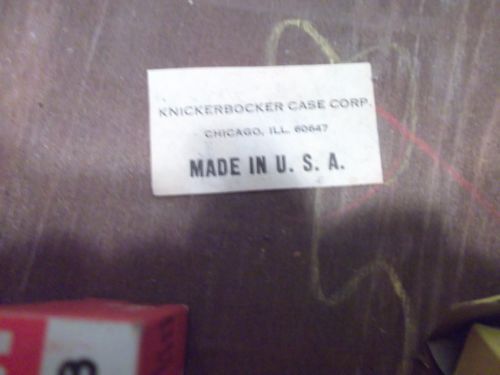 KNICKERBOCKER CASE CORP.
CHICAGO, ILL. 60647
MADE IN U. S. A.